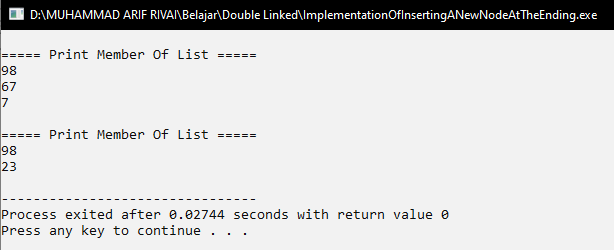 D:\MUHAMMAD ARIF RIVAI\Belajar\Double Linked\ImplementationOfInsertingANewNodeAtTheEnding.exe
===== Print Member Of List =====
98
67
7
===== Print Member Of List =====
98
23
--------------------------------
Process exited after 0.02744 seconds with return value 0
Press any key to continue . . .